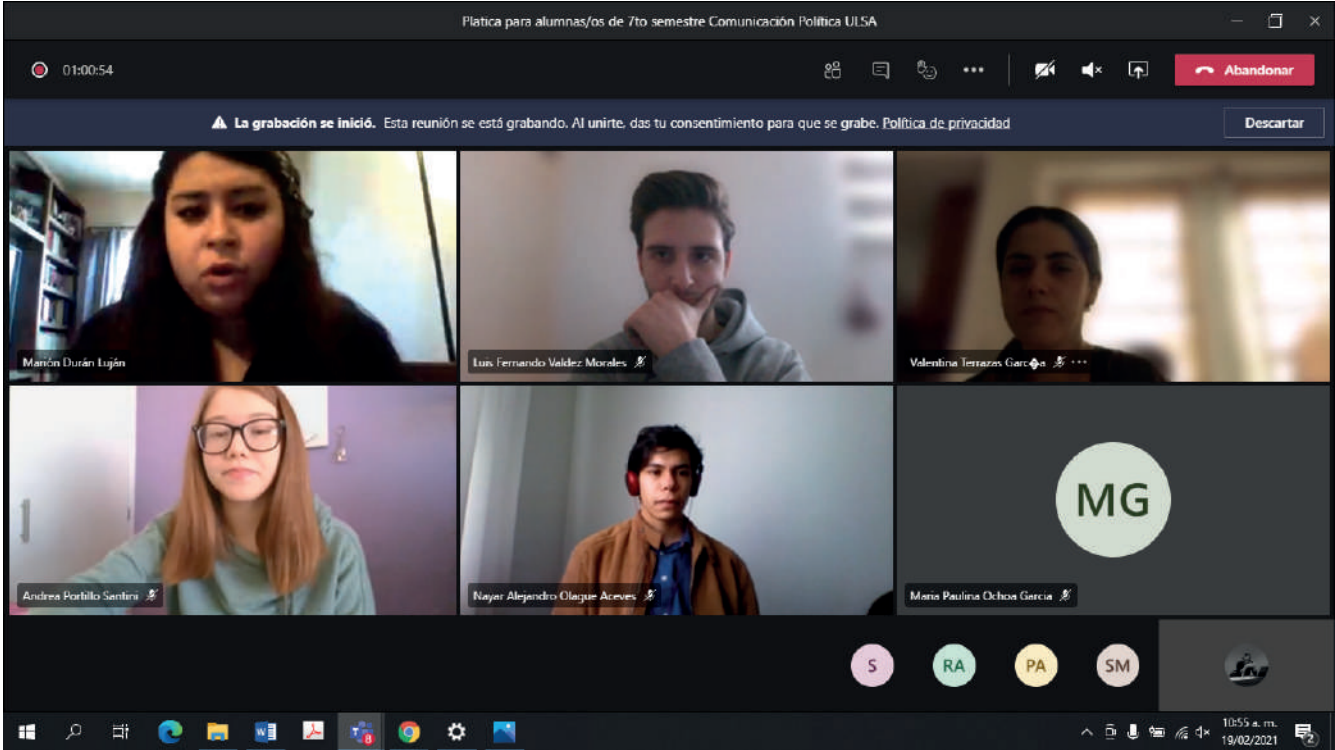 Platica para alumnas/os de 7to semestre Comunicación Política ULSA
01:00:54
Abandonar
La grabación se inició. Esta reunión se está grabando. Al unirte, das tu consentimiento para que se grabe. Política de privacidad
Descartar
Marión Durán Luján
Luis Fernando Valdez Morales
Valentina Terrazas Garc�a
Andrea Portillo Santini
Nayar Alejandro Olague Aceves
MG
Maria Paulina Ochoa Garcia
S
RA
PA
SM
8
10:55 a. m.
19/02/2021
2